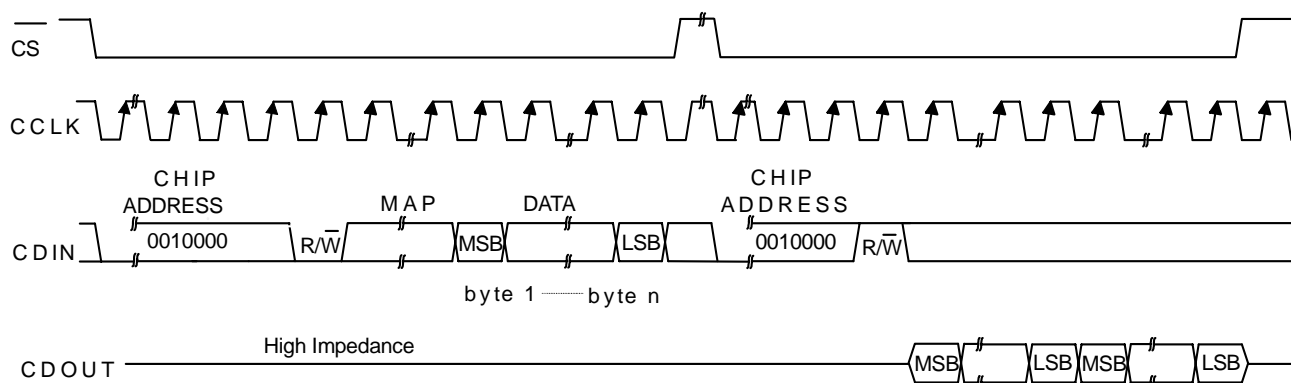 CS
CCLK
CHIP
ADDRESS
MAP
DATA
CHIP
ADDRESS
CDIN
0010000
R/W
MSB
LSB
0010000
R/W
byte 1
byte n
High Impedance
CDOUT
MSB
LSB
MSB
LSB